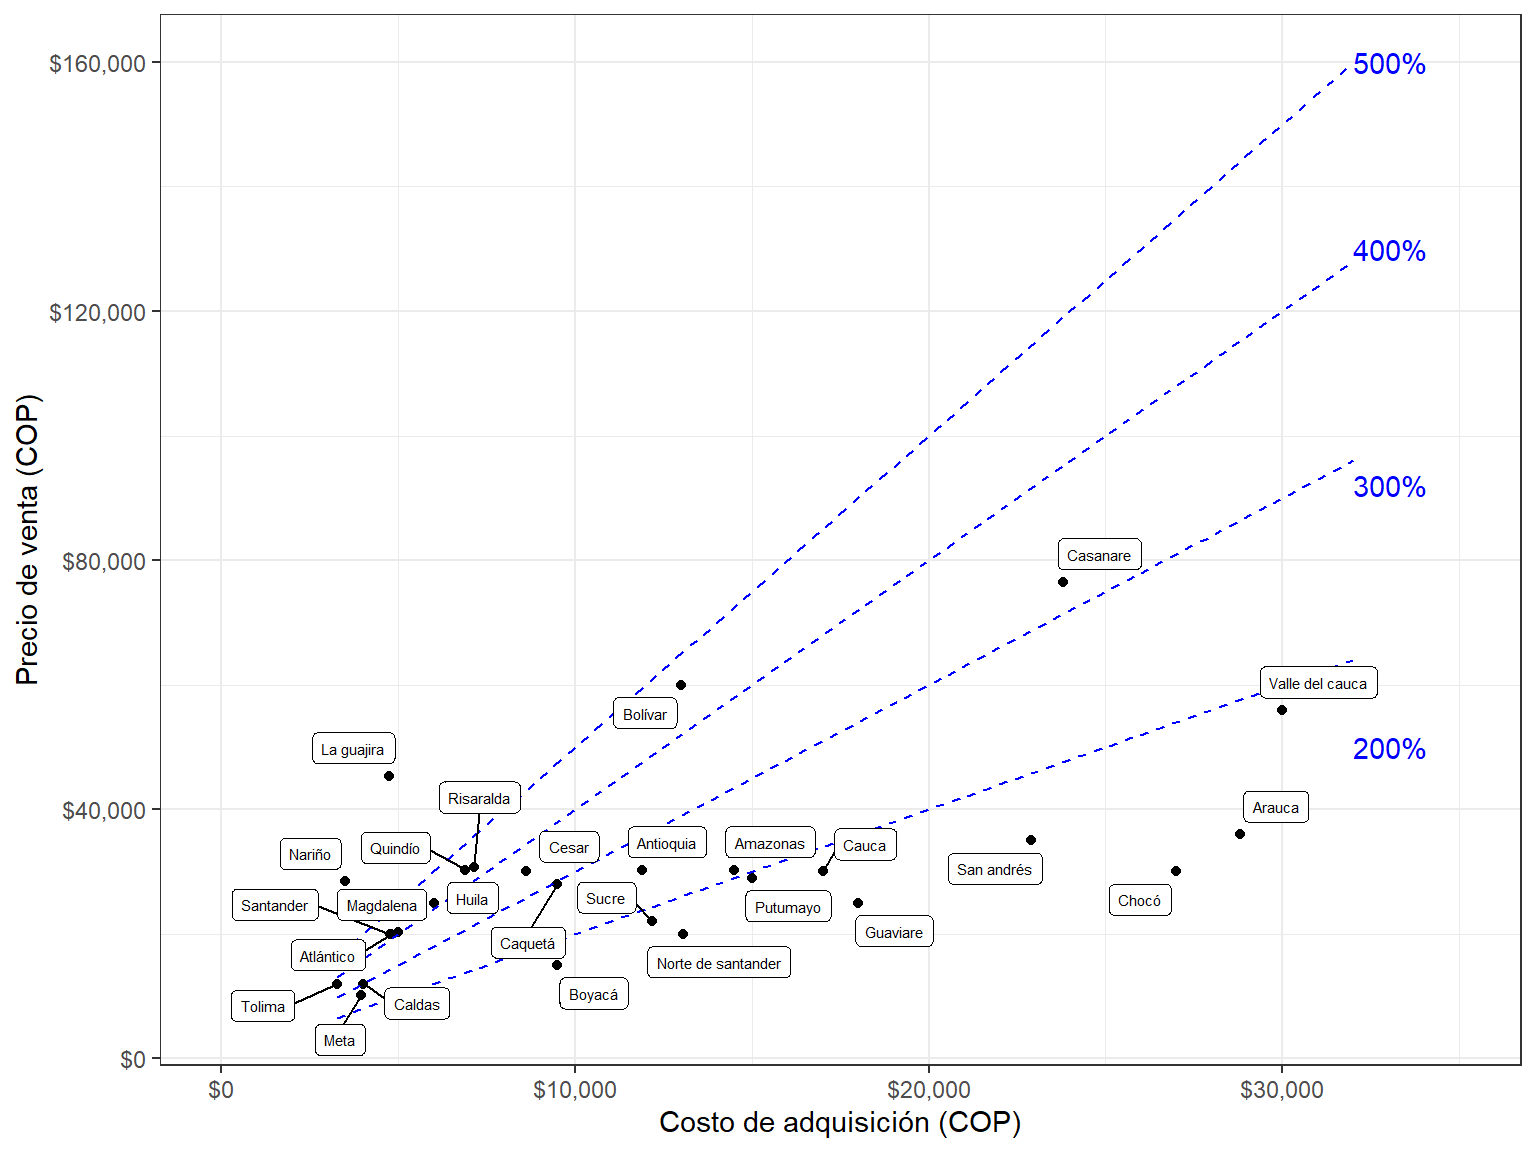 $160,000
500%
400%
$120,000
300%
Casanare
$80,000
Valle del cauca
Bolívar
La guajira
200%
Risaralda
Arauca
$40,000
Quindío
Cesar
Antioquia
Amazonas
Cauca
Nariño
San andrés
Santander
Magdalena
Huila
Sucre
Putumayo
Chocó
Guaviare
Atlántico
Caquetá
Norte de santander
Tolima
Caldas
Boyacá
Meta
$0
$0
$10,000
$20,000
$30,000
Costo de adquisición (COP)
Precio de venta (COP)